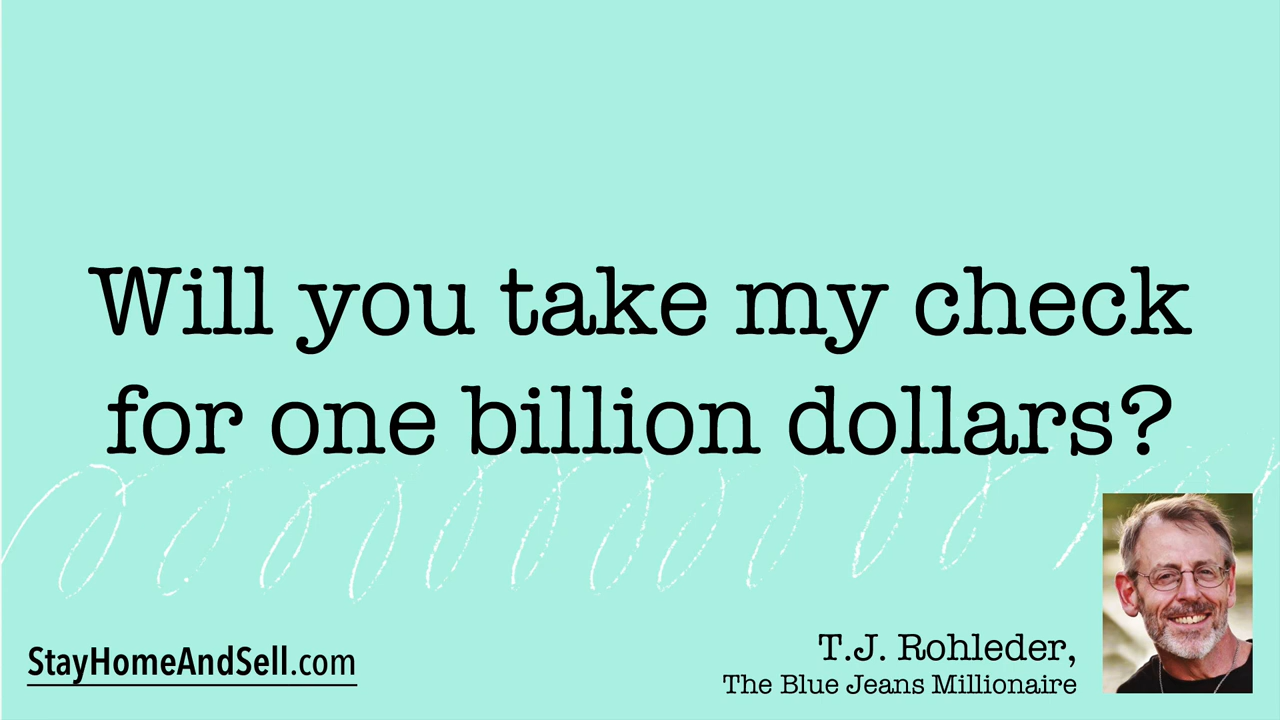 Will you take my check
for one billion dollars?
StayHomeAndSell.com
T.J. Rohleder,
The Blue Jeans Millionaire